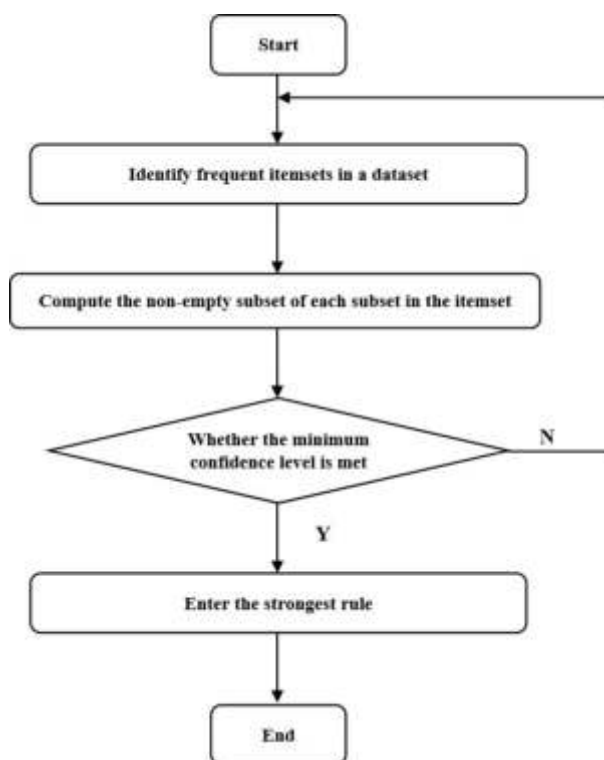 Start
Identify frequent itemsets in a dataset
Compute the non-empty subset of each subset in the itemset
Whether the minimum
confidence level is met
N
Y
Enter the strongest rule
End